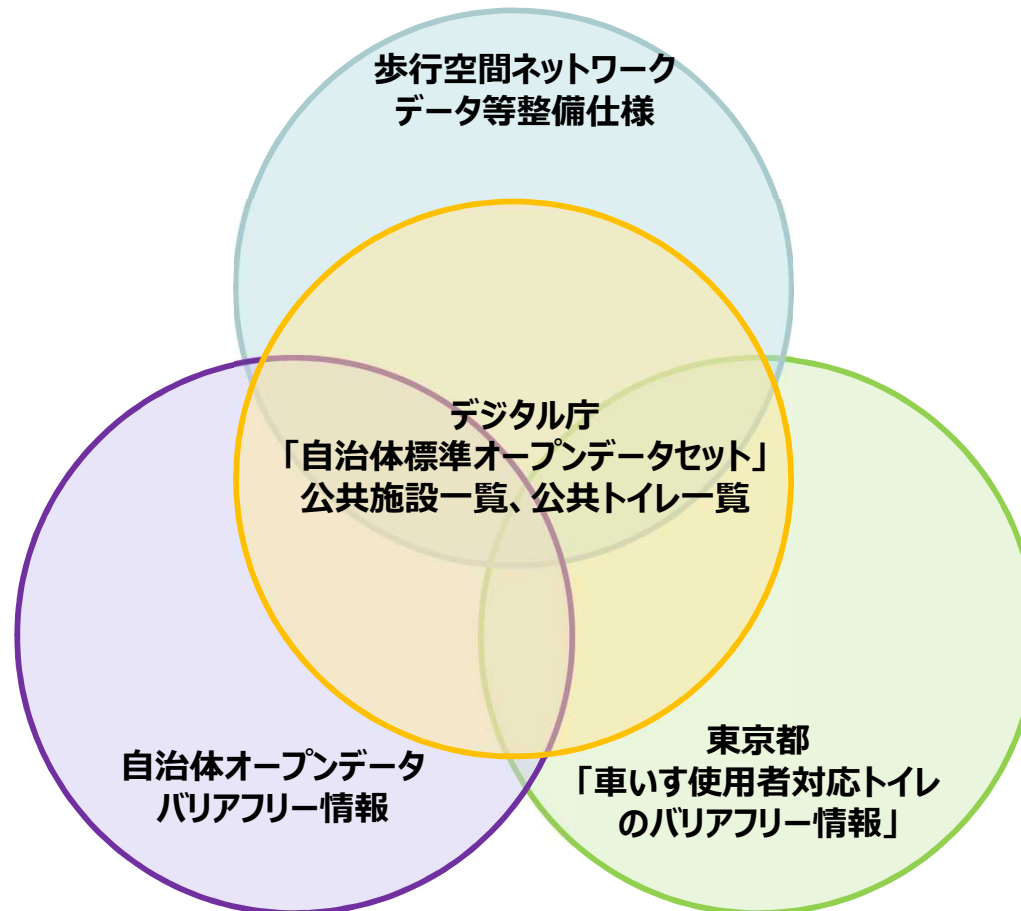 歩行空間ネットワーク
データ等整備仕様
デジタル庁
「自治体標準オープンデータセット」
公共施設一覧、公共トイレ一覧
自治体オープンデータ
バリアフリー情報
東京都
「車いす使用者対応トイレ
のバリアフリー情報」